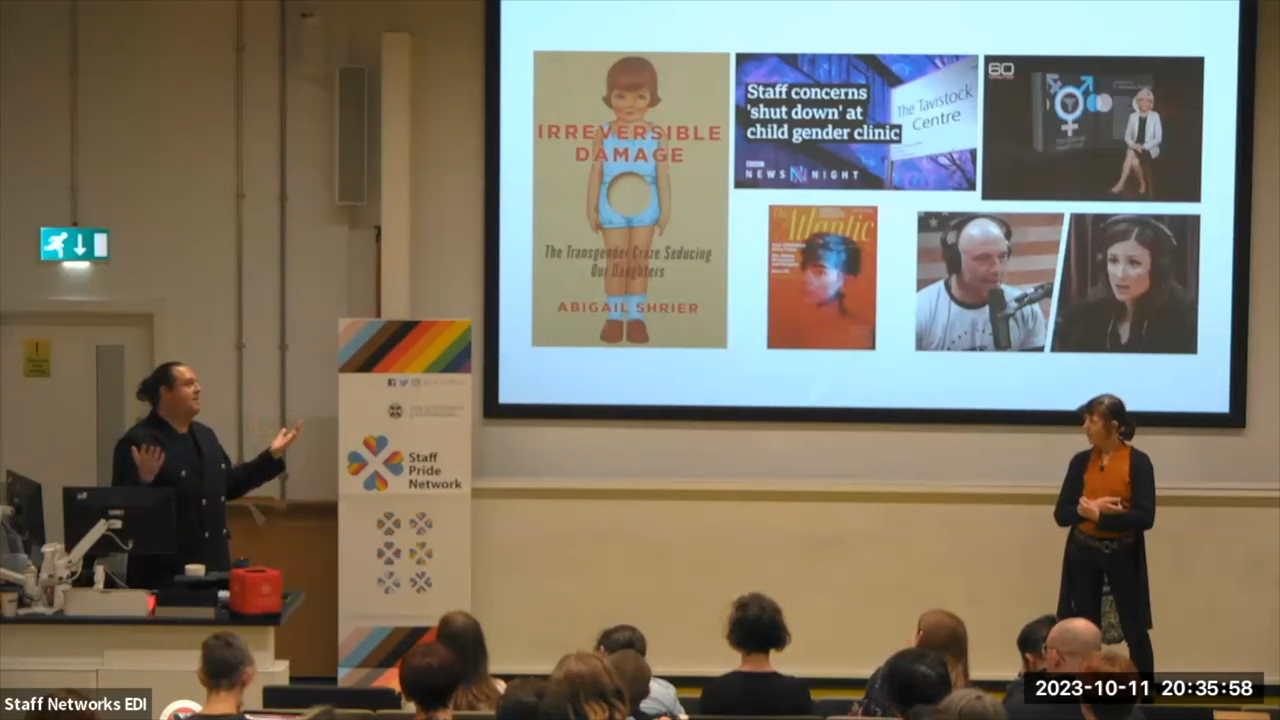 IRREVERSIBLE
DAMAGE
The Transgender Craze Seducing
Our Daughters
ABIGAIL SHRIER
Staff concerns
'shut down' at
child gender clinic
BBC
NEWSNIGHT
The Tavistock
Centre
60
The Atlantic
Staff
Pride
Network
Staff Networks EDI
2023-10-11 20:35:58